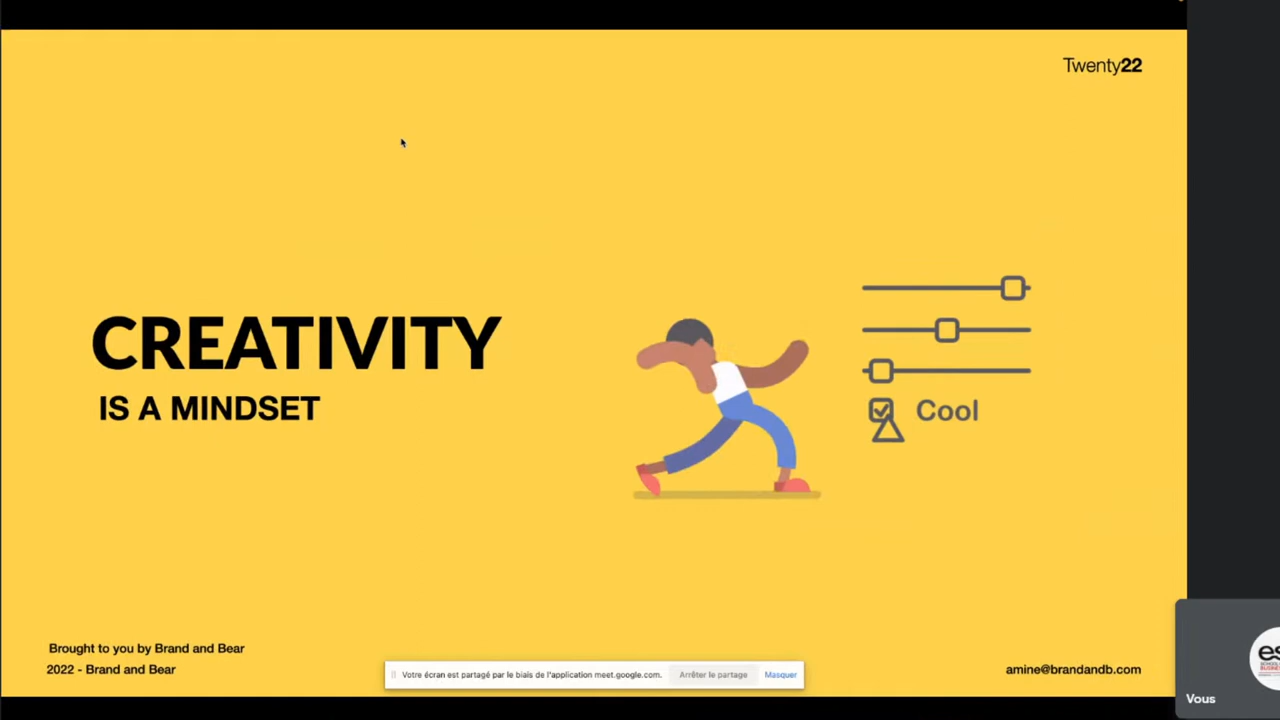 Twenty22
CREATIVITY
IS A MINDSET
Cool
Brought to you by Brand and Bear
2022 - Brand and Bear
Votre écran est partagé par le biais de l'application meet.google.com.
Arrêter le partage
Masquer
amine@brandandb.com
Vous